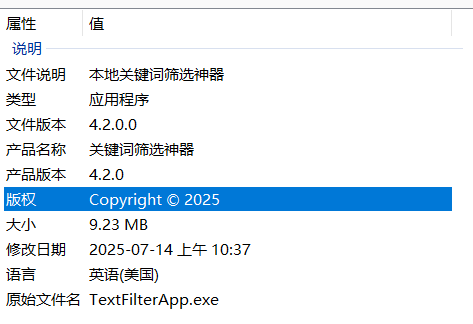 属性 值
说明
文件说明 本地关键词筛选神器
类型 应用程序
文件版本 4.2.0.0
产品名称 关键词筛选神器
产品版本 4.2.0
版权 Copyright © 2025
大小 9.23 MB
修改日期 2025-07-14 上午 10:37
语言 英语(美国)
原始文件名 TextFilterApp.exe